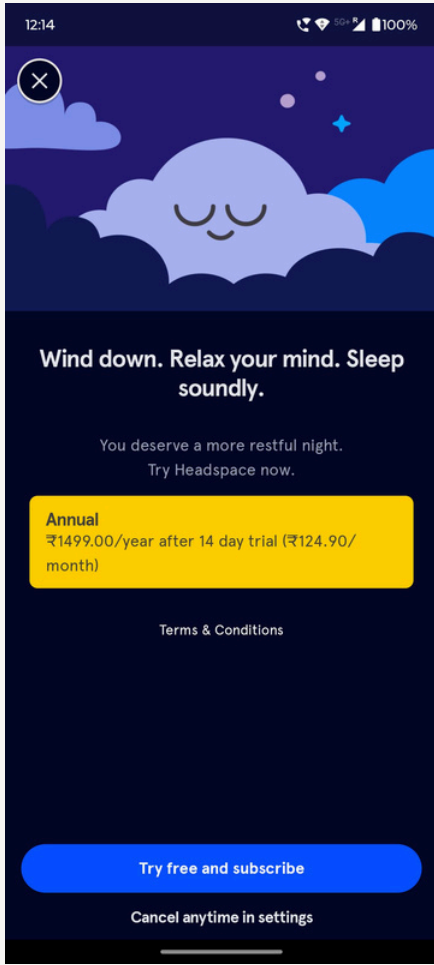 12:14
5G+ R 100%
Wind down. Relax your mind. Sleep
soundly.
You deserve a more restful night.
Try Headspace now.
Annual
₹1499.00/year after 14 day trial (₹124.90/
month)
Terms & Conditions
Try free and subscribe
Cancel anytime in settings